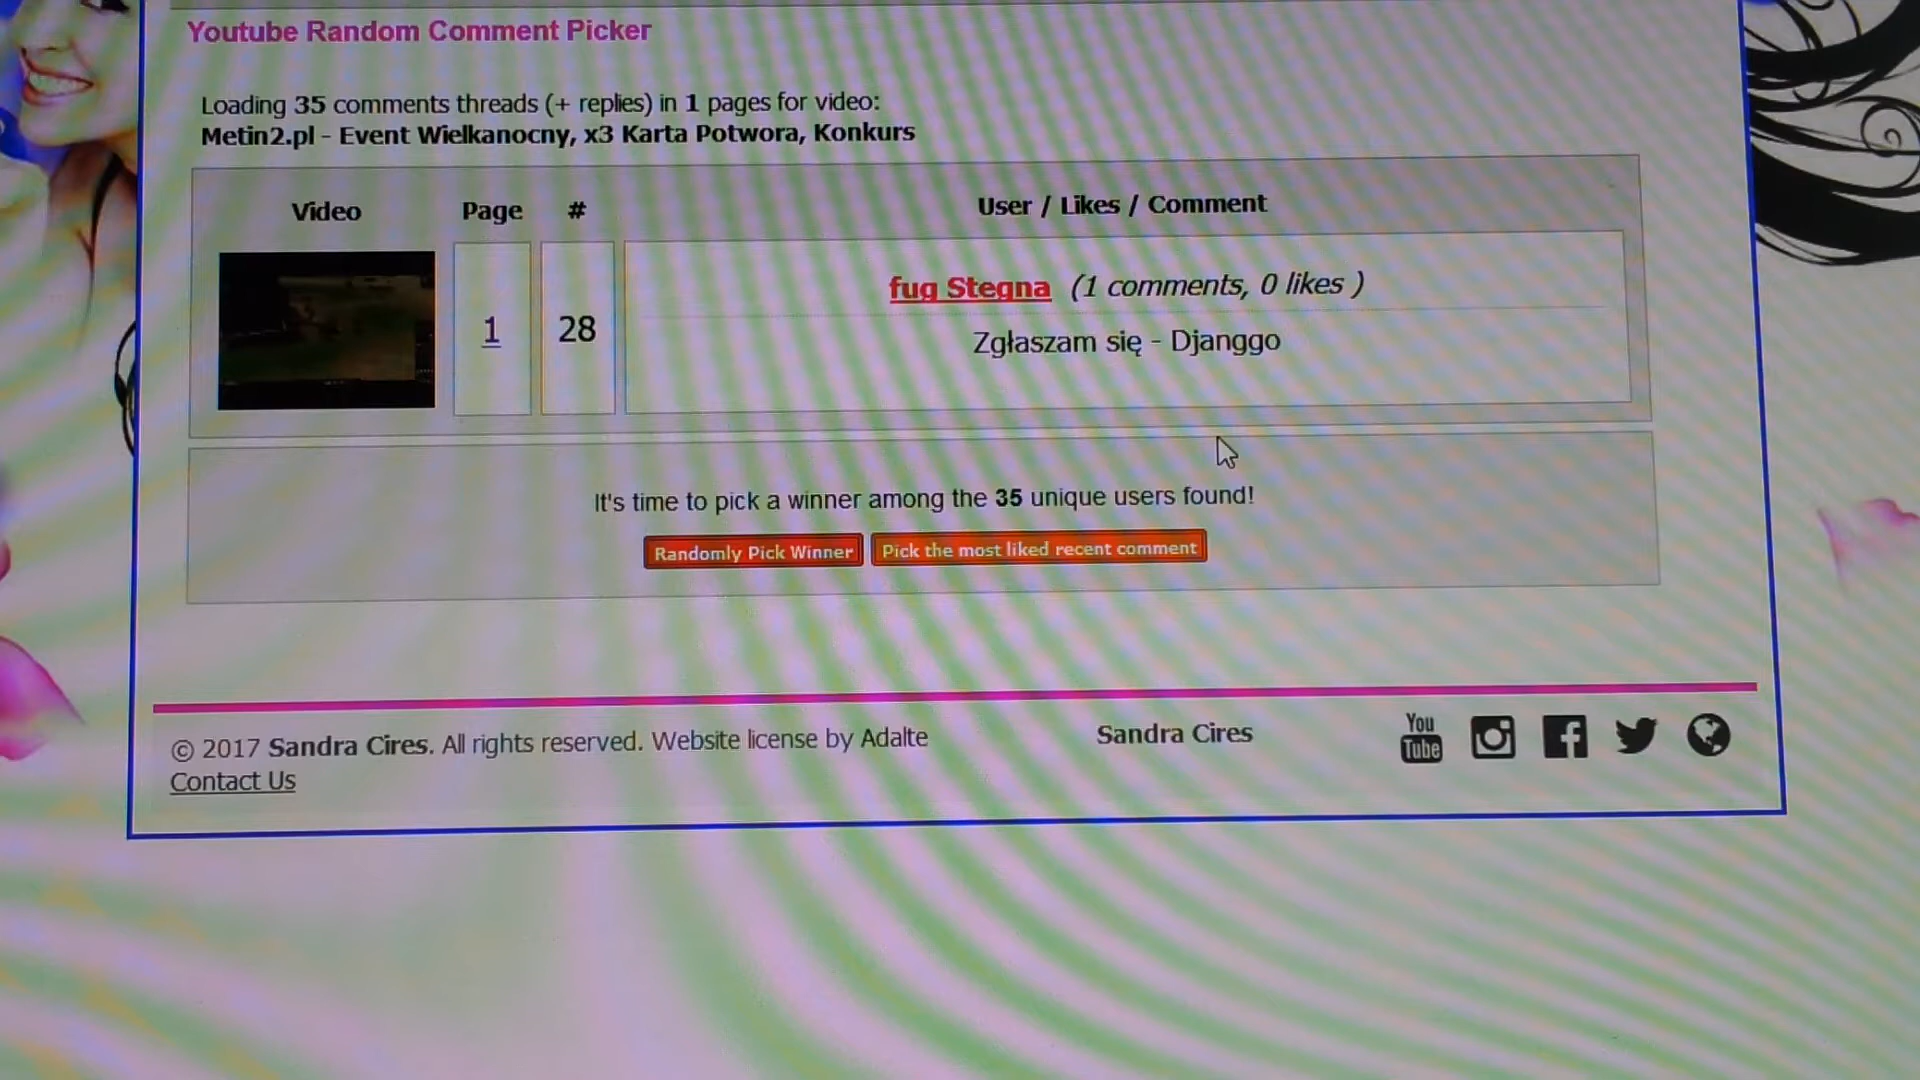 Youtube Random Comment Picker
Loading 35 comments threads (+ replies) in 1 pages for video:
Metin2.pl - Event Wielkanocny, x3 Karta Potwora, Konkurs
Video Page # User / Likes / Comment
1 28 fug Stegna (1 comments, 0 likes )
Zgłaszam się - Djanggo
It's time to pick a winner among the 35 unique users found!
Randomly Pick Winner Pick the most liked recent comment
© 2017 Sandra Cires. All rights reserved. Website license by Adalte
Contact Us
Sandra Cires
You
Tube